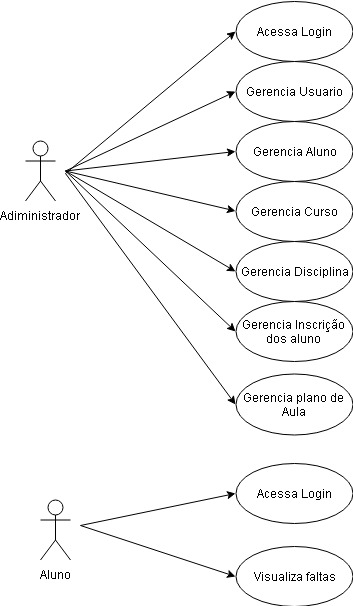 Acessa Login
Gerencia Usuario
Gerencia Aluno
Adiministrador
Gerencia Curso
Gerencia Disciplina
Gerencia Inscrição
dos aluno
Gerencia plano de
Aula
Acessa Login
Aluno
Visualiza faltas